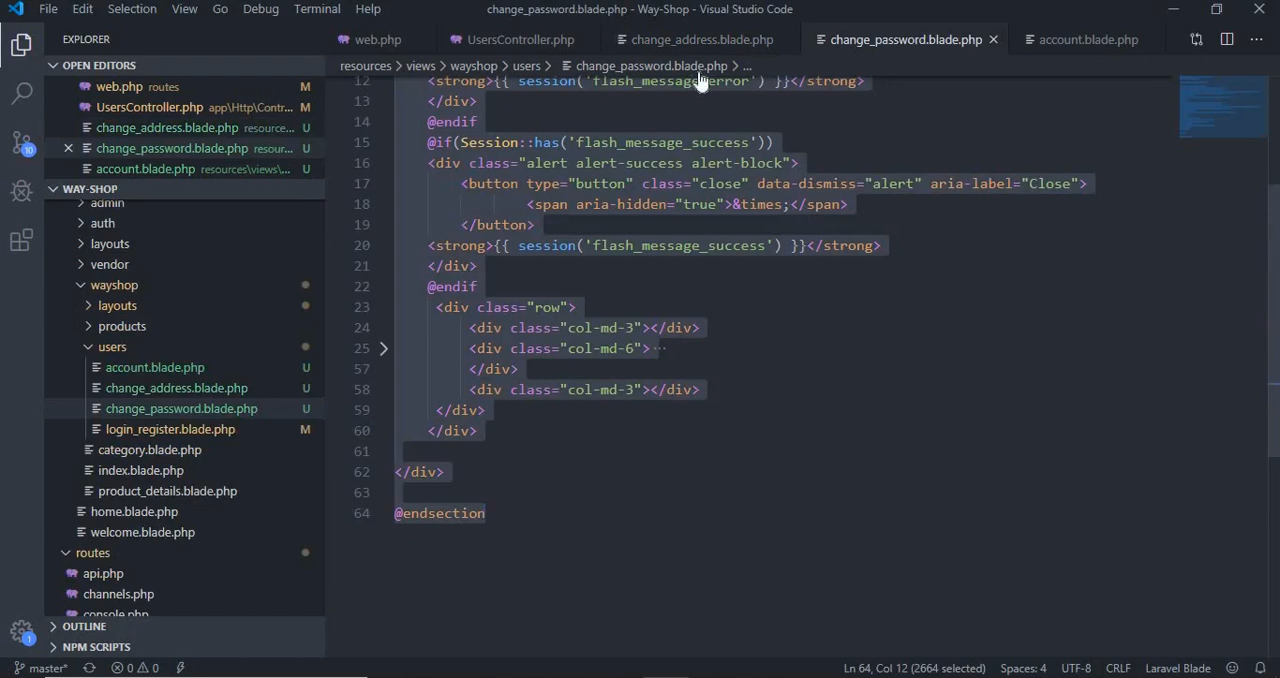 File Edit Selection View Go Debug Terminal Help change_password.blade.php - Way-Shop - Visual Studio Code
EXPLORER
web.php UsersController.php change_address.blade.php change_password.blade.php account.blade.php
OPEN EDITORS
resources > views > wayshop > users > change_password.blade.php > ...
web.php routes M
UsersController.php app\Http\Contr... M
change_address.blade.php resource... U
change_password.blade.php resour... U
account.blade.php resources\views\... U
WAY-SHOP
admin
auth
layouts
vendor
wayshop
layouts
products
users
account.blade.php U
change_address.blade.php U
change_password.blade.php U
login_register.blade.php M
category.blade.php
index.blade.php
product_details.blade.php
home.blade.php
welcome.blade.php
routes
api.php
channels.php
console.php
OUTLINE
NPM SCRIPTS
12 <strong>{{ session('flash_message_error') }}</strong>
13 </div>
14 @endif
15 @if(Session::has('flash_message_success'))
16 <div class="alert alert-success alert-block">
17 <button type="button" class="close" data-dismiss="alert" aria-label="Close">
18 <span aria-hidden="true">&times;</span>
19 </button>
20 <strong>{{ session('flash_message_success') }}</strong>
21 </div>
22 @endif
23 <div class="row">
24 <div class="col-md-3"></div>
25 <div class="col-md-6">...
57 </div>
58 <div class="col-md-3"></div>
59 </div>
60 </div>
61
62 </div>
63
64 @endsection
10
1
master* 0 0 Ln 64, Col 12 (2664 selected) Spaces: 4 UTF-8 CRLF Laravel Blade